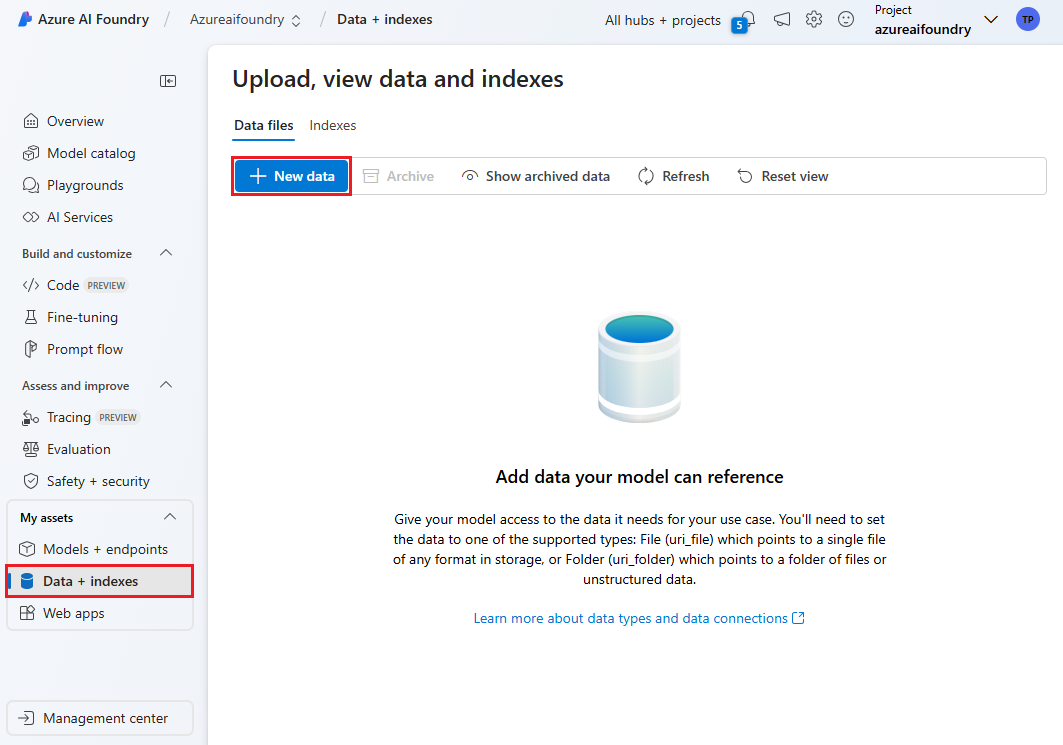 Azure AI Foundry / Azureaifoundry / Data + indexes
All hubs + projects
5
Project
azureaifoundry
TP
Overview
Model catalog
Playgrounds
AI Services
Build and customize
Code PREVIEW
Fine-tuning
Prompt flow
Assess and improve
Tracing PREVIEW
Evaluation
Safety + security
My assets
Models + endpoints
Data + indexes
Web apps
Management center
Upload, view data and indexes
Data files Indexes
New data Archive Show archived data Refresh Reset view
Add data your model can reference
Give your model access to the data it needs for your use case. You'll need to set
the data to one of the supported types: File (uri_file) which points to a single file
of any format in storage, or Folder (uri_folder) which points to a folder of files or
unstructured data.
Learn more about data types and data connections